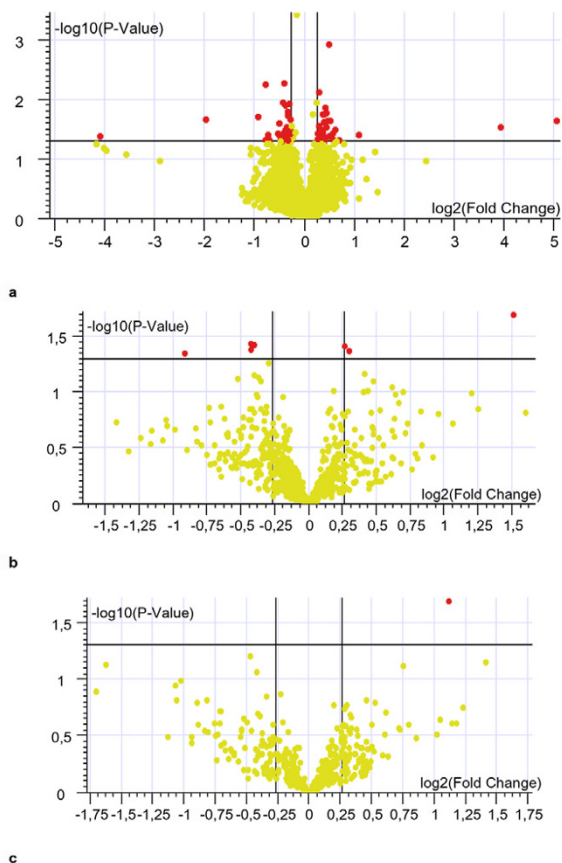 -log10(P-Value)
3
2
1
0
log2(Fold Change)
-5 -4 -3 -2 -1 0 1 2 3 4 5
a
-log10(P-Value)
1,5
1
0,5
0
log2(Fold Change)
-1,5 -1,25 -1 -0,75 -0,5 -0,25 0 0,25 0,5 0,75 1 1,25 1,5
b
-log10(P-Value)
1,5
1
0,5
0
log2(Fold Change)
-1,75 -1,5 -1,25 -1 -0,75 -0,5 -0,25 0 0,25 0,5 0,75 1 1,25 1,5 1,75
c